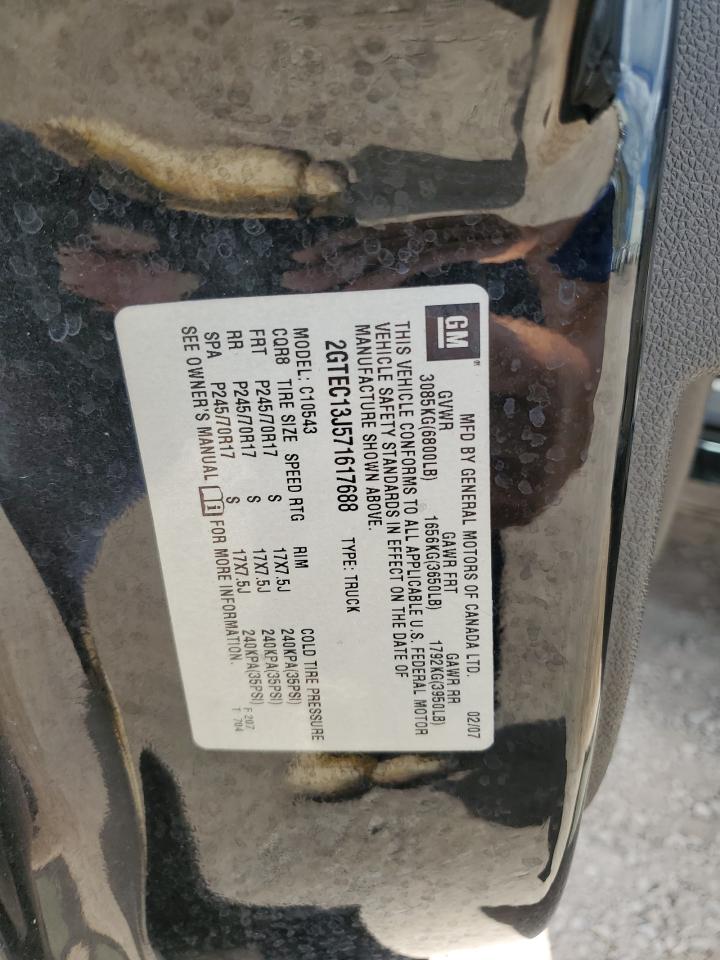 GM ®
MFD BY GENERAL MOTORS OF CANADA LTD. 02/07
GVWR GAWR FRT GAWR RR
3085KG(6800LB) 1656KG(3650LB) 1792KG(3950LB)
THIS VEHICLE CONFORMS TO ALL APPLICABLE U.S. FEDERAL MOTOR
VEHICLE SAFETY STANDARDS IN EFFECT ON THE DATE OF
MANUFACTURE SHOWN ABOVE.
2GTEC13J571617688 TYPE: TRUCK
MODEL: C10543
CQR8 TIRE SIZE SPEED RTG RIM COLD TIRE PRESSURE
FRT P245/70R17 S 17X7.5J 240KPA(35PSI)
RR P245/70R17 S 17X7.5J 240KPA(35PSI)
SPA P245/70R17 S 17X7.5J 240KPA(35PSI)
SEE OWNER'S MANUAL i FOR MORE INFORMATION.
F 207
T 704